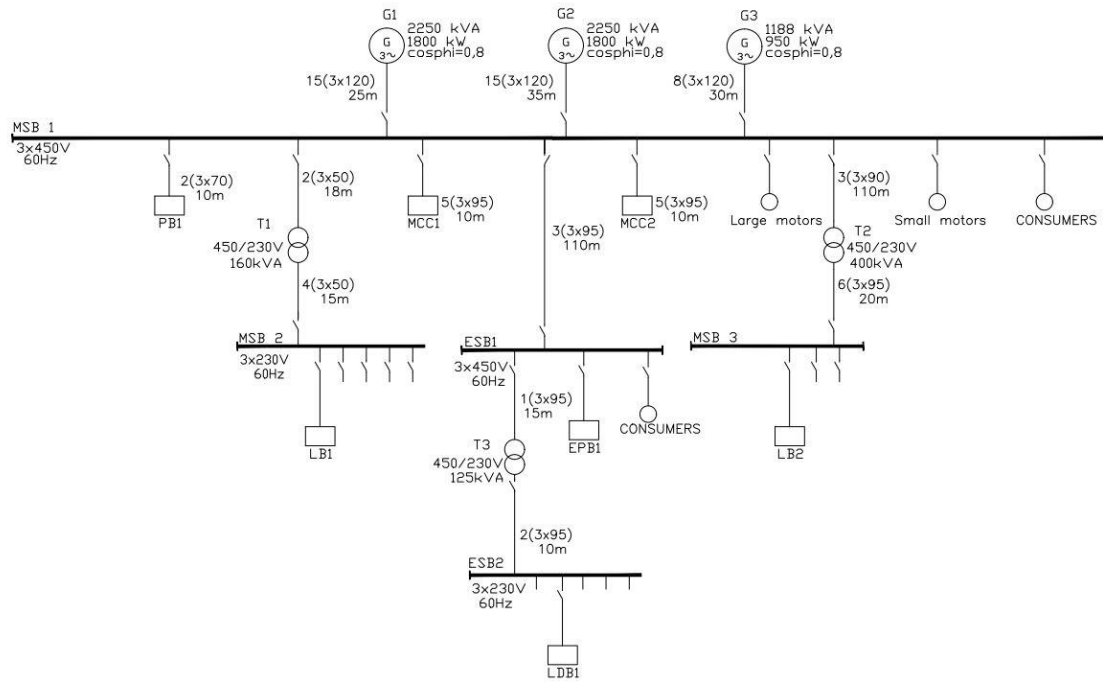 G1
2250 kVA
1800 kW
cosphi=0,8
G
3~
15(3x120)
25m
G2
2250 kVA
1800 kW
cosphi=0,8
G
3~
15(3x120)
35m
G3
1188 kVA
950 kW
cosphi=0,8
G
3~
8(3x120)
30m
MSB 1
3x450V
60Hz
2(3x70)
10m
PB1
2(3x50)
18m
T1
450/230V
160kVA
4(3x50)
15m
5(3x95)
10m
MCC1
3(3x95)
110m
5(3x95)
10m
MCC2
Large motors
3(3x90)
110m
T2
450/230V
400kVA
6(3x95)
20m
Small motors
CONSUMERS
MSB 2
3x230V
60Hz
LB1
ESB1
3x450V
60Hz
1(3x95)
15m
T3
450/230V
125kVA
EPB1
CONSUMERS
MSB 3
LB2
2(3x95)
10m
ESB2
3x230V
60Hz
LDB1